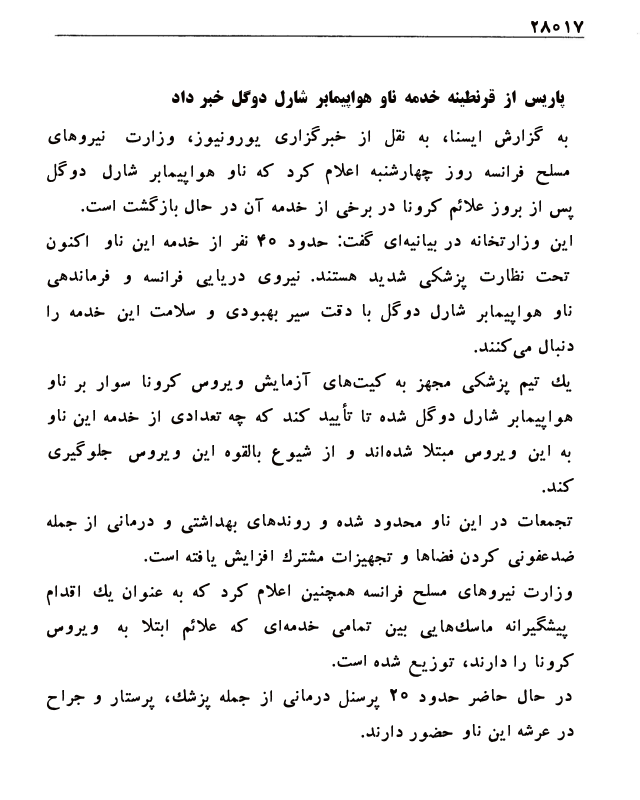 ۲۸۰۱۷
پاریس از قرنطینه خدمه ناو هواپیمابر شارل دوگل خبر داد
به گزارش ایسنا، به نقل از خبرگزاری یورونیوز، وزارت نیروهای
مسلح فرانسه روز چهارشنبه اعلام کرد که ناو هواپیمابر شارل دوگل
پس از بروز علائم کرونا در برخی از خدمه آن در حال بازگشت است.
این وزارتخانه در بیانیه‌ای گفت: حدود ۴۰ نفر از خدمه این ناو اکنون
تحت نظارت پزشکی شدید هستند. نیروی دریایی فرانسه و فرماندهی
ناو هواپیمابر شارل دوگل با دقت سیر بهبودی و سلامت این خدمه را
دنبال می‌کنند.
یك تیم پزشکی مجهز به کیت‌های آزمایش ویروس کرونا سوار بر ناو
هواپیمابر شارل دوگل شده تا تأیید کند که چه تعدادی از خدمه این ناو
به این ویروس مبتلا شده‌اند و از شیوع بالقوه این ویروس جلوگیری
کند.
تجمعات در این ناو محدود شده و روندهای بهداشتی و درمانی از جمله
ضدعفونی کردن فضاها و تجهیزات مشترك افزایش یافته است.
وزارت نیروهای مسلح فرانسه همچنین اعلام کرد که به عنوان یك اقدام
پیشگیرانه ماسك‌هایی بین تمامی خدمه‌ای که علائم ابتلا به ویروس
کرونا را دارند، توزیع شده است.
در حال حاضر حدود ۲۰ پرسنل درمانی از جمله پزشك، پرستار و جراح
در عرشه این ناو حضور دارند.